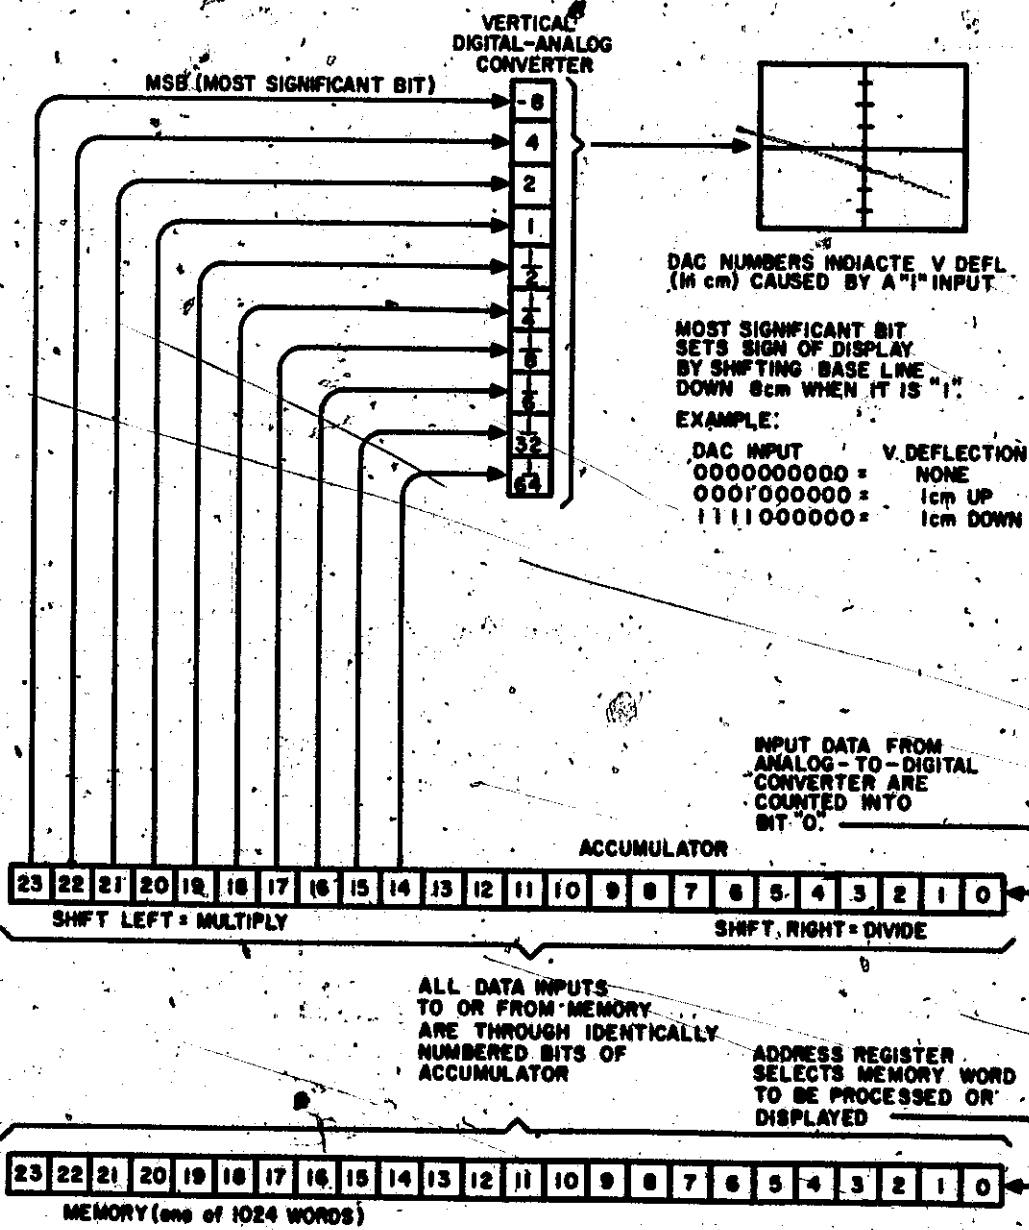 VERTICAL
DIGITAL-ANALOG
CONVERTER
MSB (MOST SIGNIFICANT BIT)
-8
4
2
1
1/2
1/4
1/8
1/32
1/64
DAC NUMBERS INDIACTE V DEFL
(in cm) CAUSED BY A "1" INPUT
MOST SIGNIFICANT BIT
SETS SIGN OF DISPLAY
BY SHIFTING BASE LINE
DOWN 8cm WHEN IT IS "1".
EXAMPLE:
DAC INPUT V. DEFLECTION
0000000000 = NONE
0001000000 = 1cm UP
1111000000 = 1cm DOWN
INPUT DATA FROM
ANALOG-TO-DIGITAL
CONVERTER ARE
COUNTED INTO
BIT "0".
ACCUMULATOR
23 22 21 20 19 18 17 16 15 14 13 12 11 10 9 8 7 6 5 4 3 2 1 0
SHIFT LEFT = MULTIPLY SHIFT RIGHT = DIVIDE
ALL DATA INPUTS
TO OR FROM MEMORY
ARE THROUGH IDENTICALLY
NUMBERED BITS OF
ACCUMULATOR
ADDRESS REGISTER
SELECTS MEMORY WORD
TO BE PROCESSED OR
DISPLAYED
23 22 21 20 19 18 17 16 15 14 13 12 11 10 9 8 7 6 5 4 3 2 1 0
MEMORY (one of 1024 WORDS)